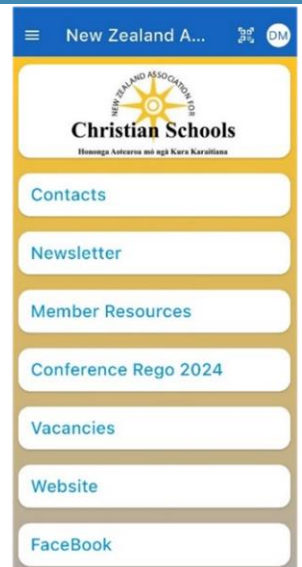 New Zealand A...
DM
NEW ZEALAND ASSOCIATION FOR
Christian Schools
Hononga Aotearoa mō ngā Kura Karaitiana
Contacts
Newsletter
Member Resources
Conference Rego 2024
Vacancies
Website
FaceBook